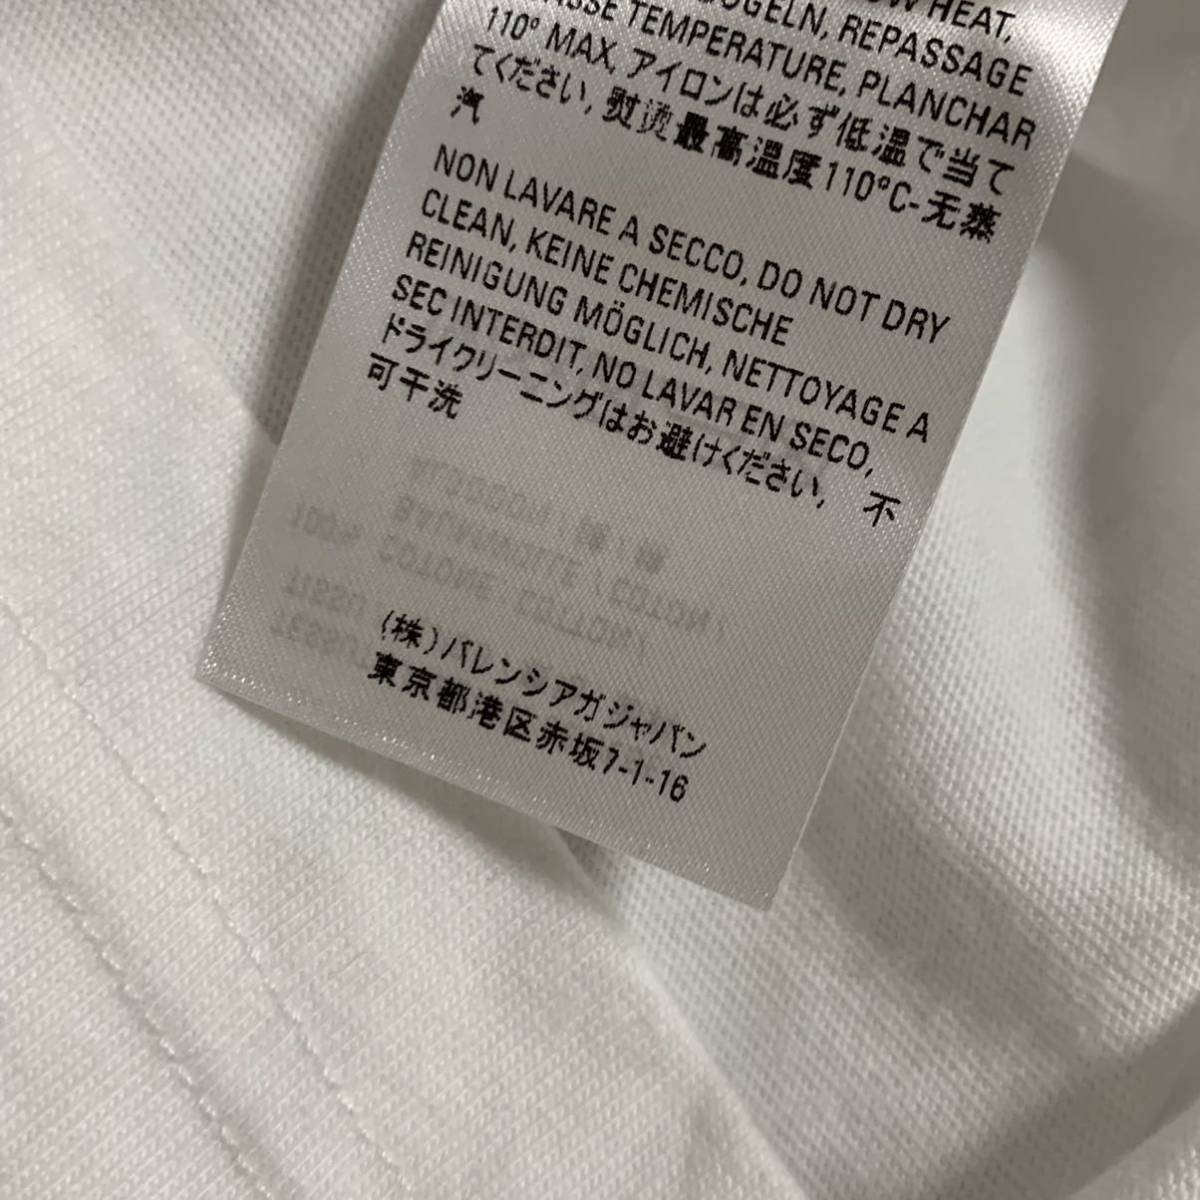 HEAT,
BÜGELN, REPASSAGE
TEMPERATURE, PLANCHAR
110° MAX, アイロンは必ず低温で当て
てください, 熨烫最高温度110°C-无蒸
汽
NON LAVARE A SECCO, DO NOT DRY
CLEAN, KEINE CHEMISCHE
REINIGUNG MÖGLICH, NETTOYAGE A
SEC INTERDIT, NO LAVAR EN SECO,
ドライクリーニングはお避けください, 不
可干洗
(株)バレンシアガジャパン
東京都港区赤坂7-1-16